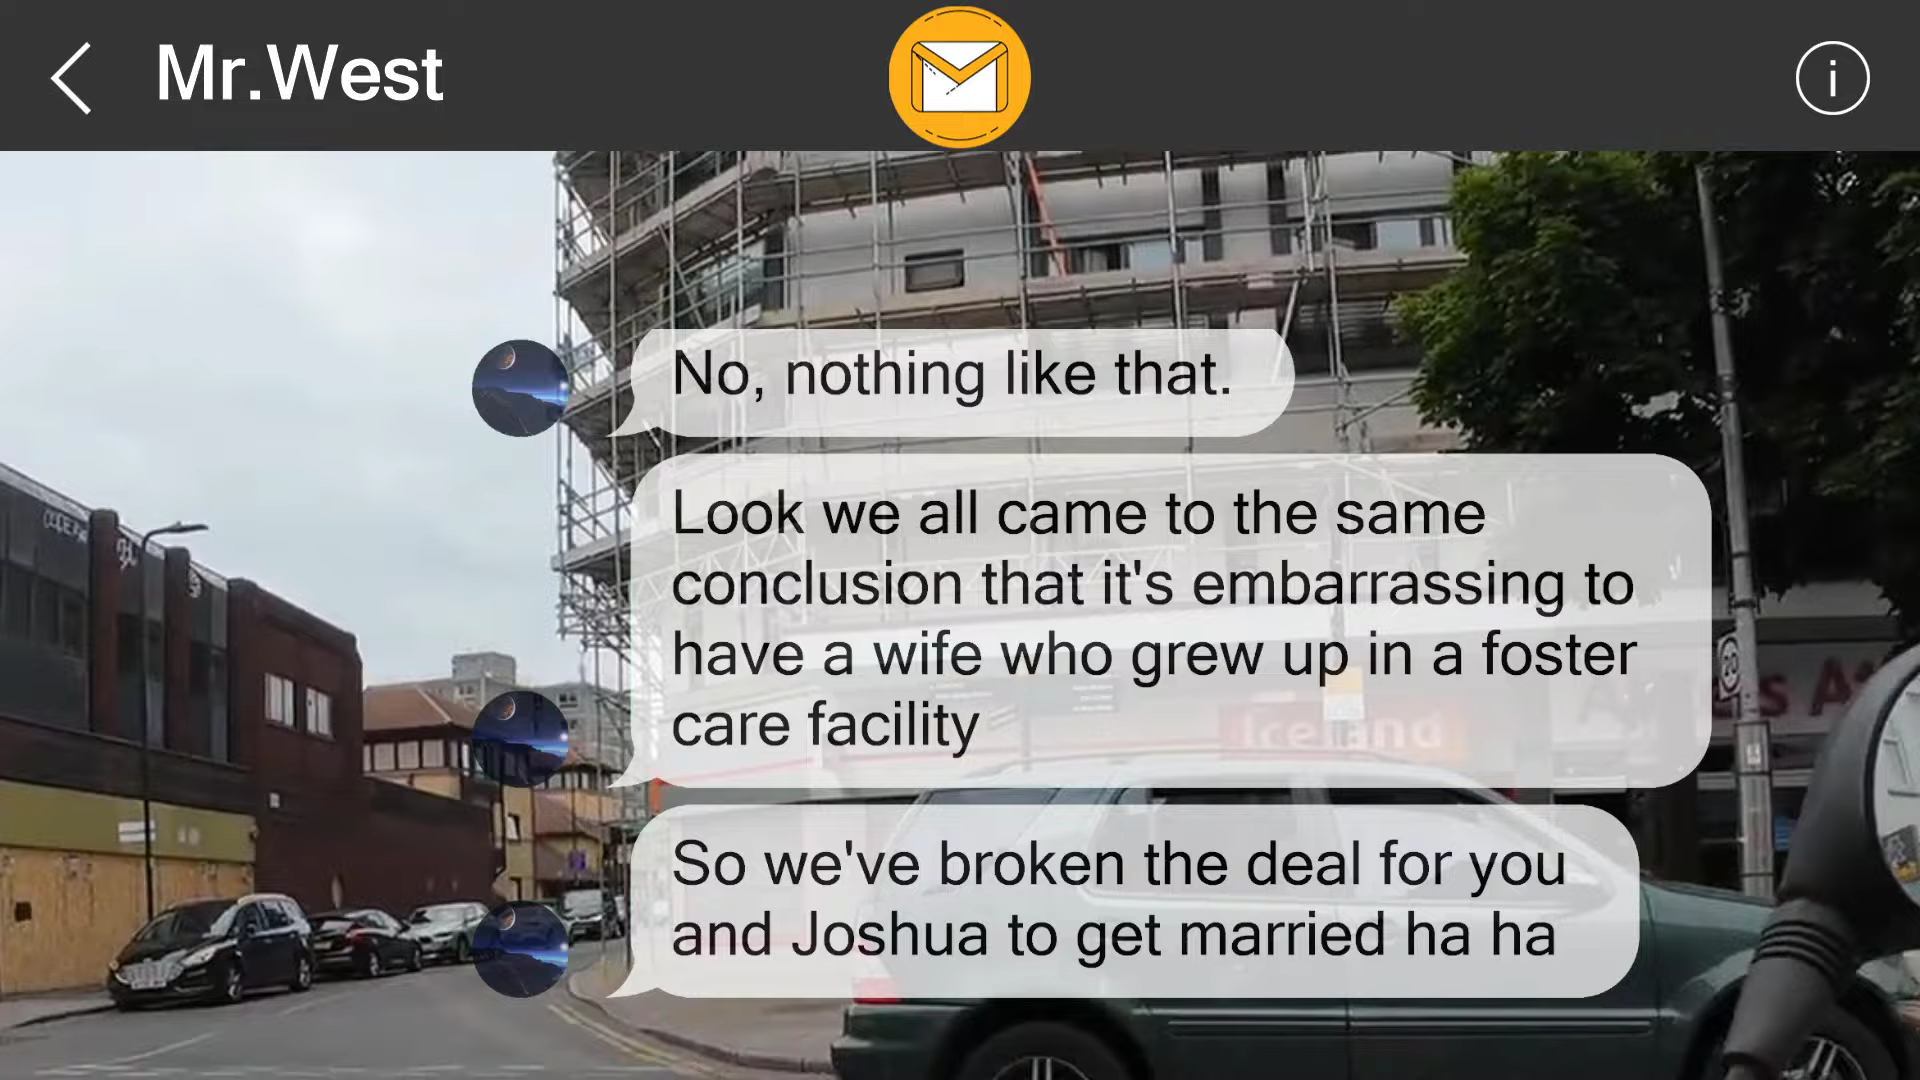 Mr.West
No, nothing like that.
Look we all came to the same
conclusion that it's embarrassing to
have a wife who grew up in a foster
care facility
Iceland
So we've broken the deal for you
and Joshua to get married ha ha
20